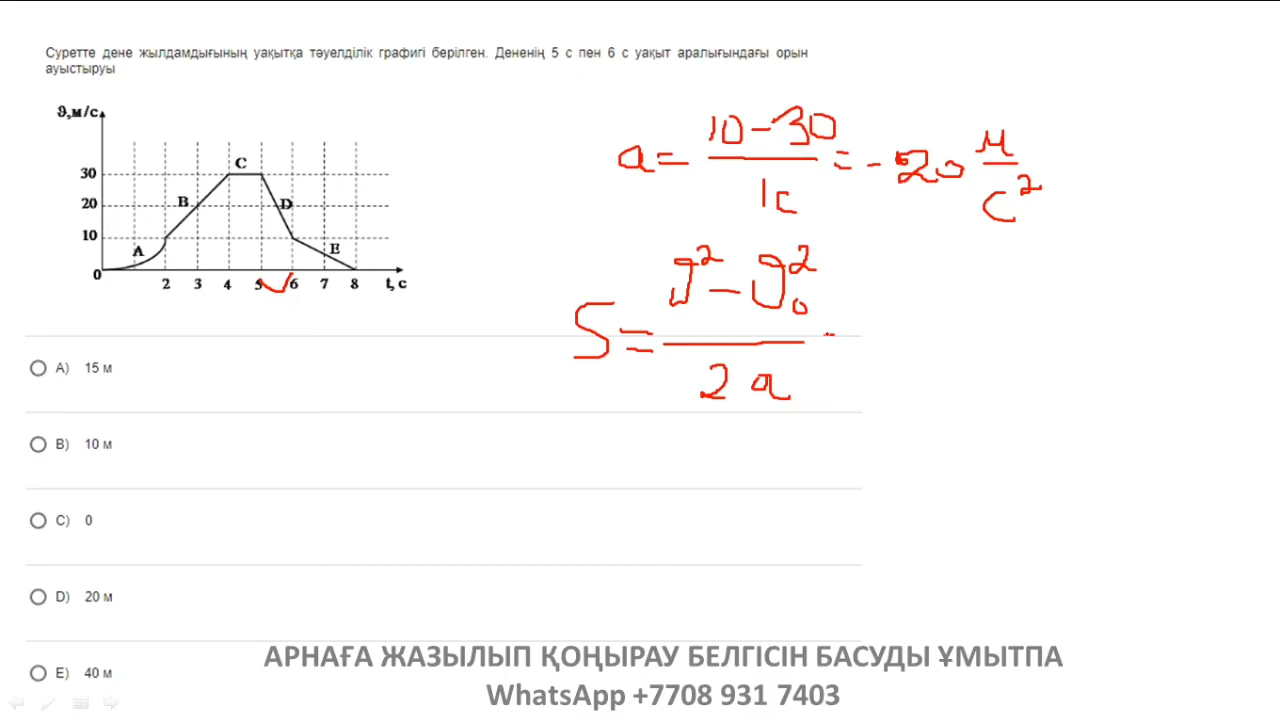 Суретте дене жылдамдығының уақытқа тәуелділік графигі берілген. Дененің 5 с пен 6 с уақыт аралығындағы орын
ауыстыруы
ϑ,м/с
30
20
10
0
A
B
C
D
E
2 3 4 5 6 7 8 t, c
a = 10 - 30 / 1c = - 20 м/с²
S = ϑ² - ϑ₀² / 2a
A) 15 м
B) 10 м
C) 0
D) 20 м
E) 40 м
АРНАҒА ЖАЗЫЛЫП ҚОҢЫРАУ БЕЛГІСІН БАСУДЫ ҰМЫТПА
WhatsApp +7708 931 7403